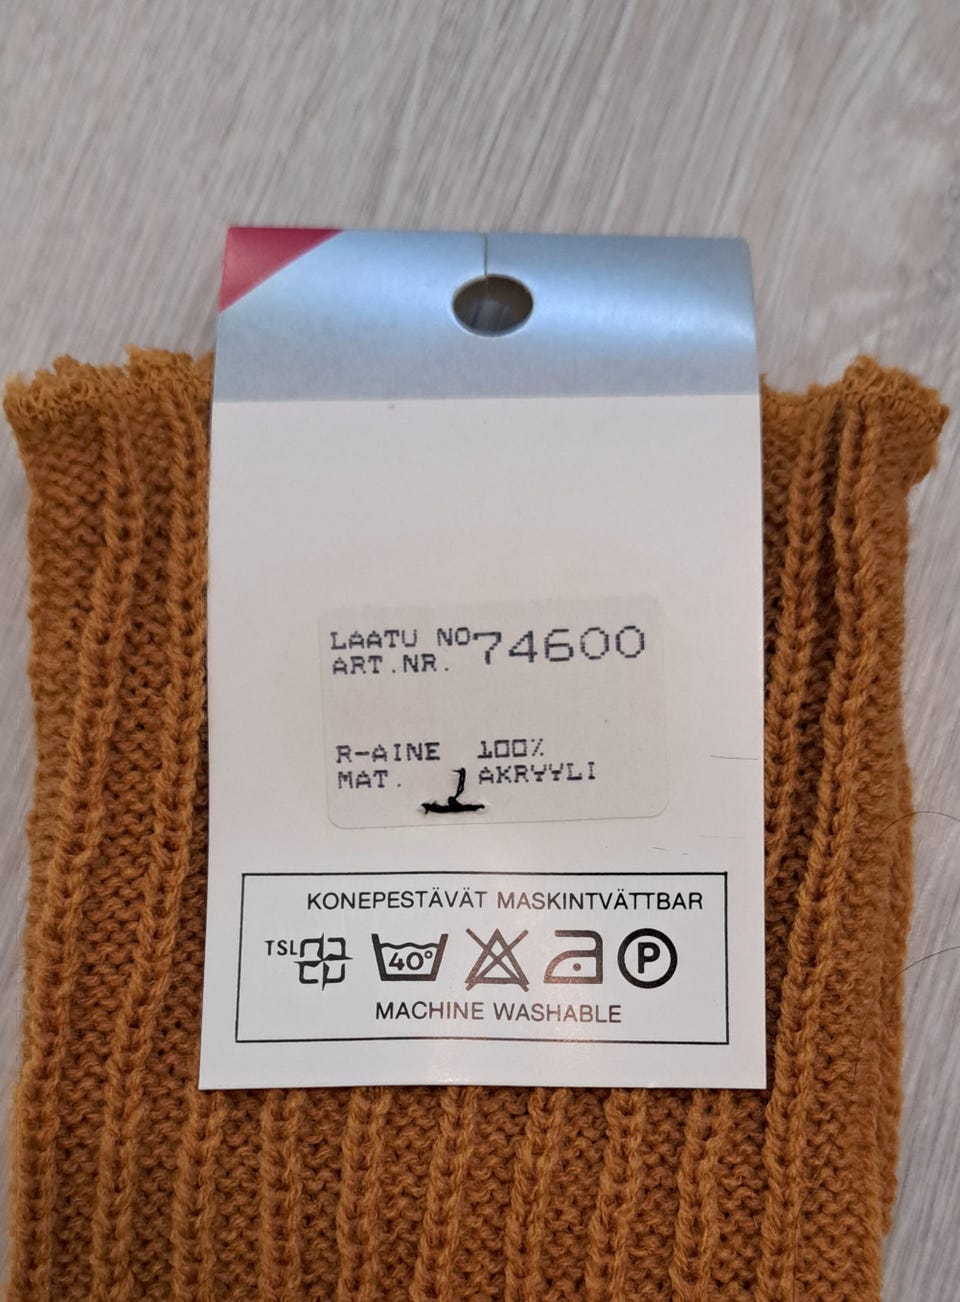 LAATU NO 74600
ART.NR.
R-AINE 100%
MAT. AKRYYLI
KONEPESTÄVÄT MASKINTVÄTTBAR
TSL 40° P
MACHINE WASHABLE